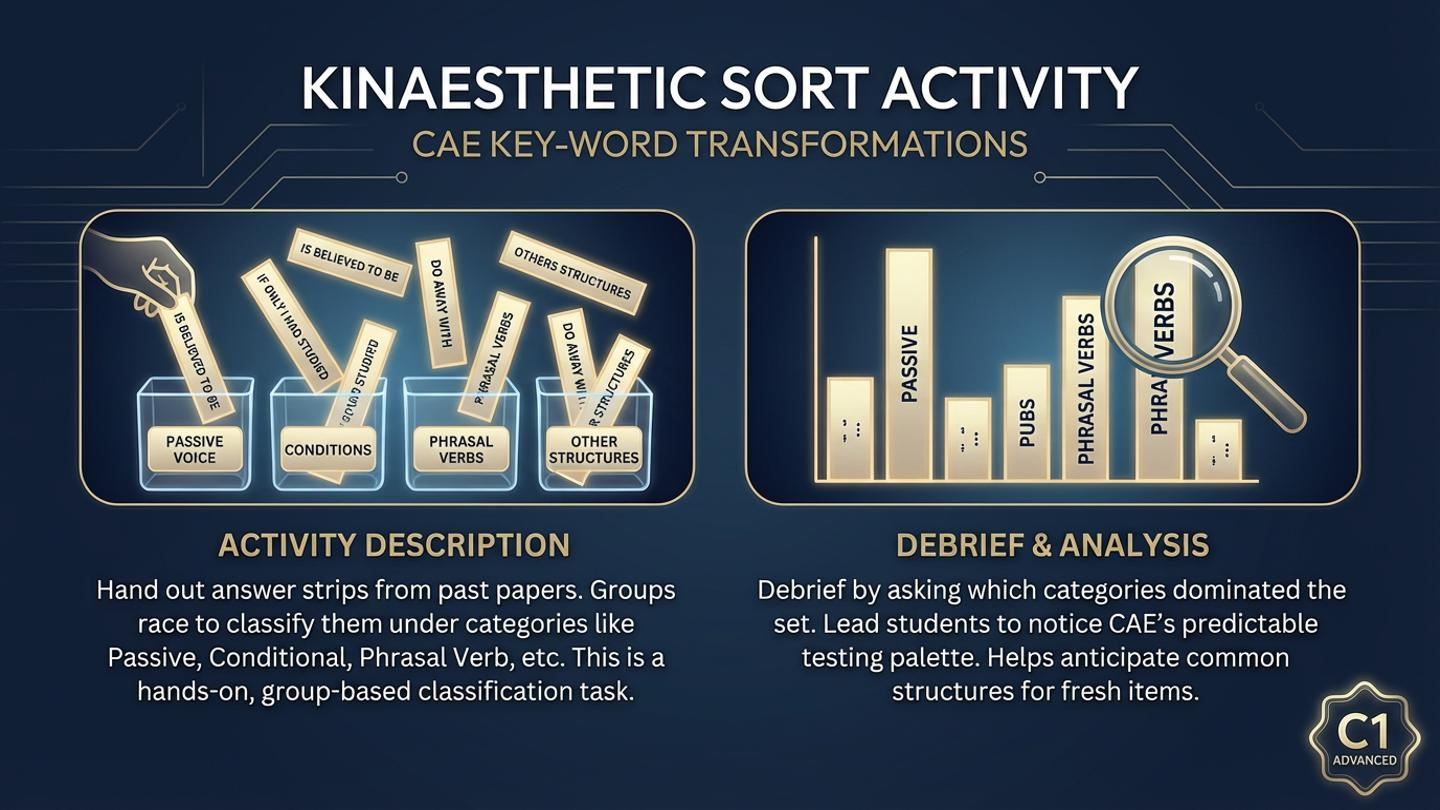 KINAESTHETIC SORT ACTIVITY
CAE KEY-WORD TRANSFORMATIONS
IS BELIEVED TO BE
IF ONLY I HAD STUDIED
IS BELIEVED TO BE
STUDIED
DO AWAY WITH
PHRASAL VERBS
OTHERS STRUCTURES
DO AWAY
STRUCTURES
PASSIVE
VOICE
CONDITIONS
PHRASAL
VERBS
OTHER
STRUCTURES
PASSIVE
PUBS
PHRASAL VERBS
PHRA
VERBS
ACTIVITY DESCRIPTION
Hand out answer strips from past papers. Groups
race to classify them under categories like
Passive, Conditional, Phrasal Verb, etc. This is a
hands-on, group-based classification task.
DEBRIEF & ANALYSIS
Debrief by asking which categories dominated the
set. Lead students to notice CAE’s predictable
testing palette. Helps anticipate common
structures for fresh items.
C1
ADVANCED